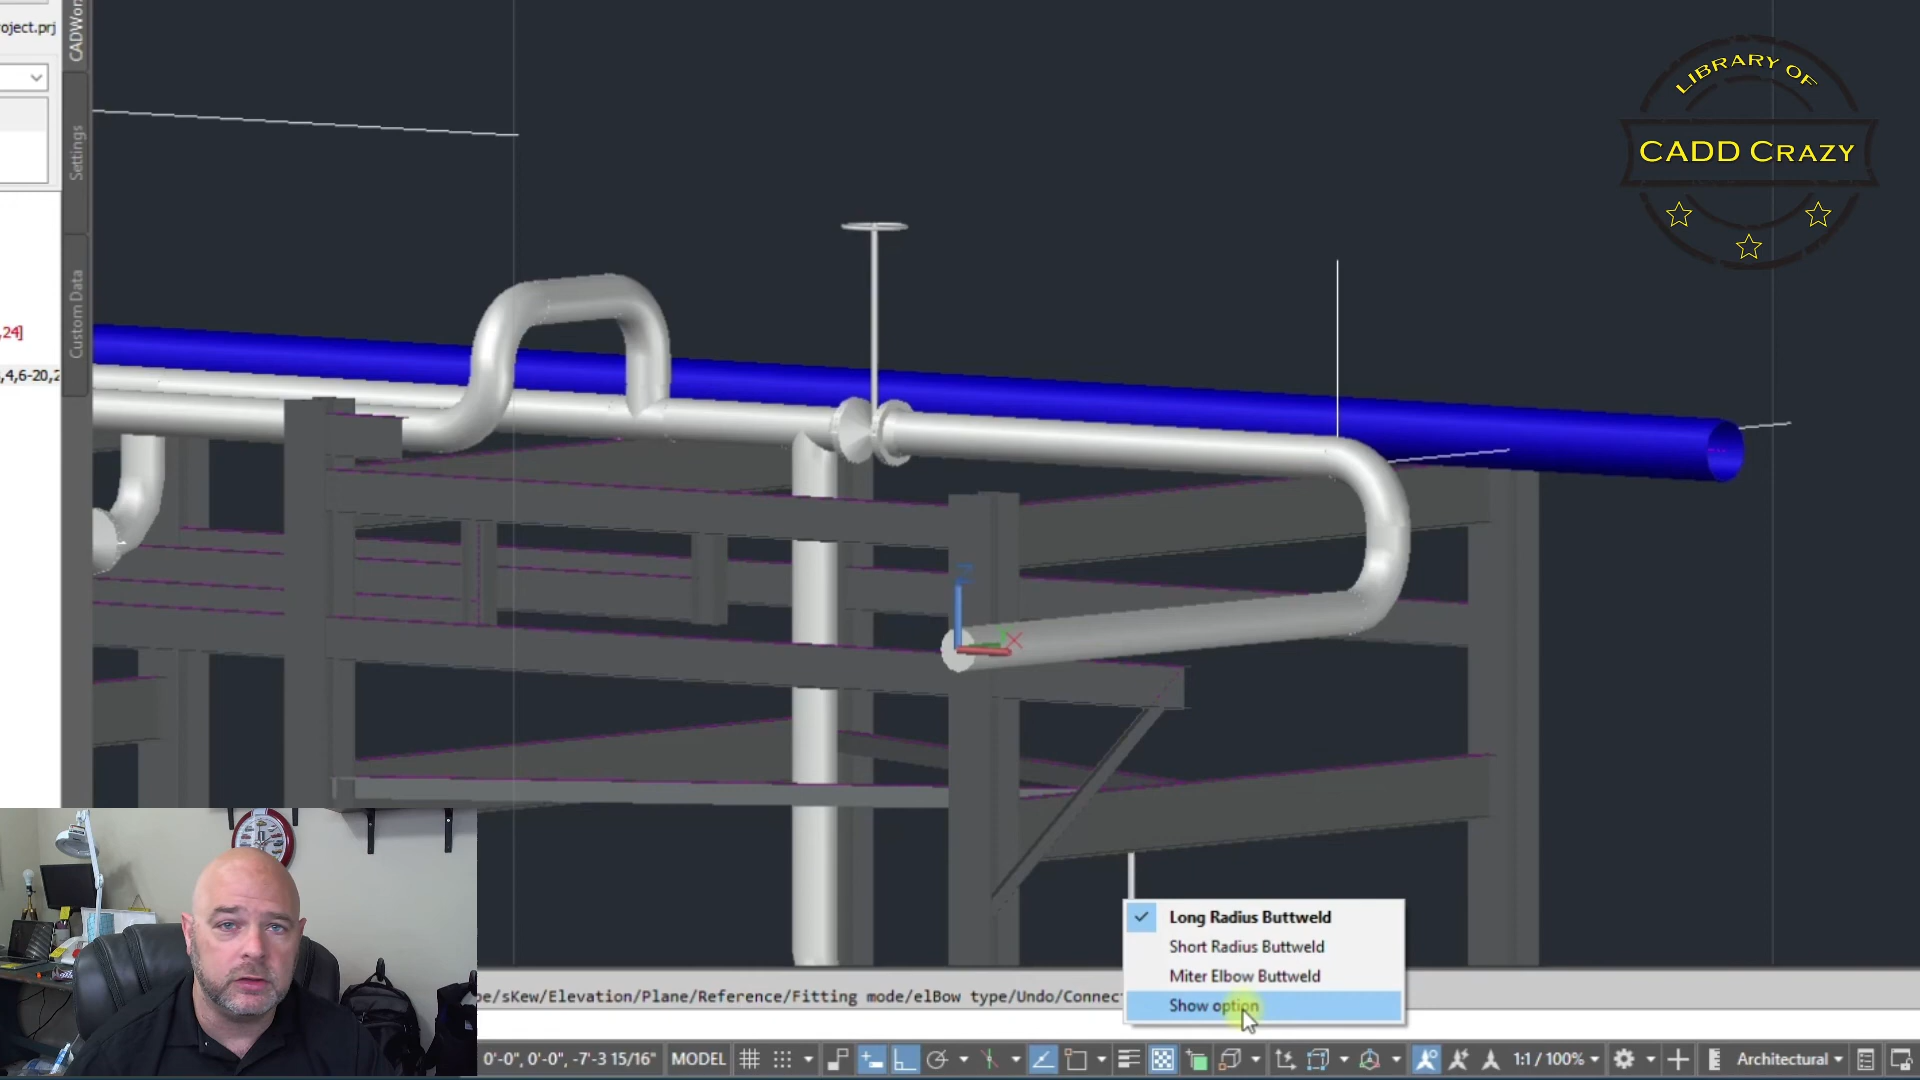 oject.prj
CADWor
Settings
Custom Data
,24]
,4,6-20,2
LIBRARY OF
CADD CRAZY
Z
X
Long Radius Buttweld
Short Radius Buttweld
Miter Elbow Buttweld
Show option
pe/sKew/Elevation/Plane/Reference/Fitting mode/elBow type/Undo/Connec
0'-0", 0'-0", -7'-3 15/16"
MODEL
1:1 / 100%
Architectural